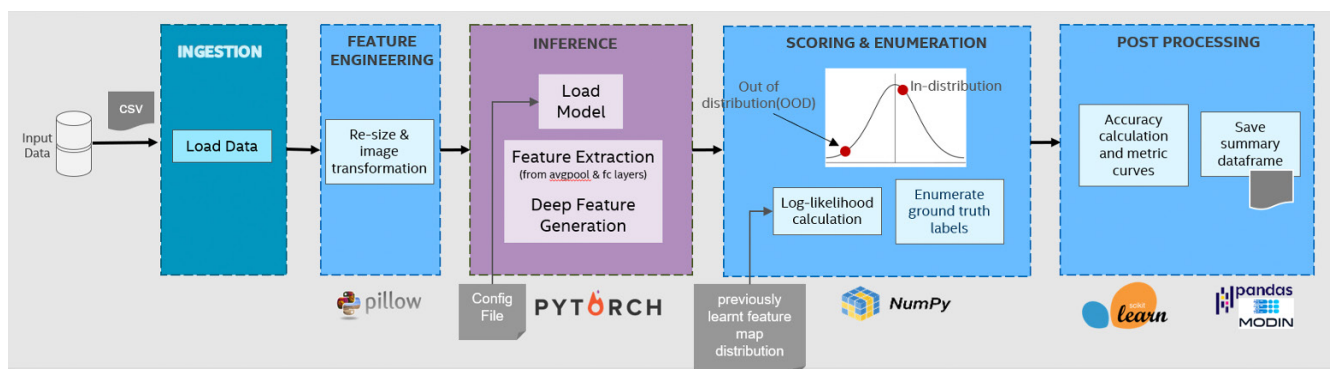 Input
Data
CSV
INGESTION
Load Data
FEATURE
ENGINEERING
Re-size &
image
transformation
pillow
INFERENCE
Load
Model
Feature Extraction
(from avgpool & fc layers)
Deep Feature
Generation
Config
File
PYTORCH
SCORING & ENUMERATION
Out of
distribution(OOD)
In-distribution
Log-likelihood
calculation
Enumerate
ground truth
labels
previously
learnt feature
map
distribution
NumPy
POST PROCESSING
Accuracy
calculation
and metric
curves
Save
summary
dataframe
scikit
learn
pandas
MODIN